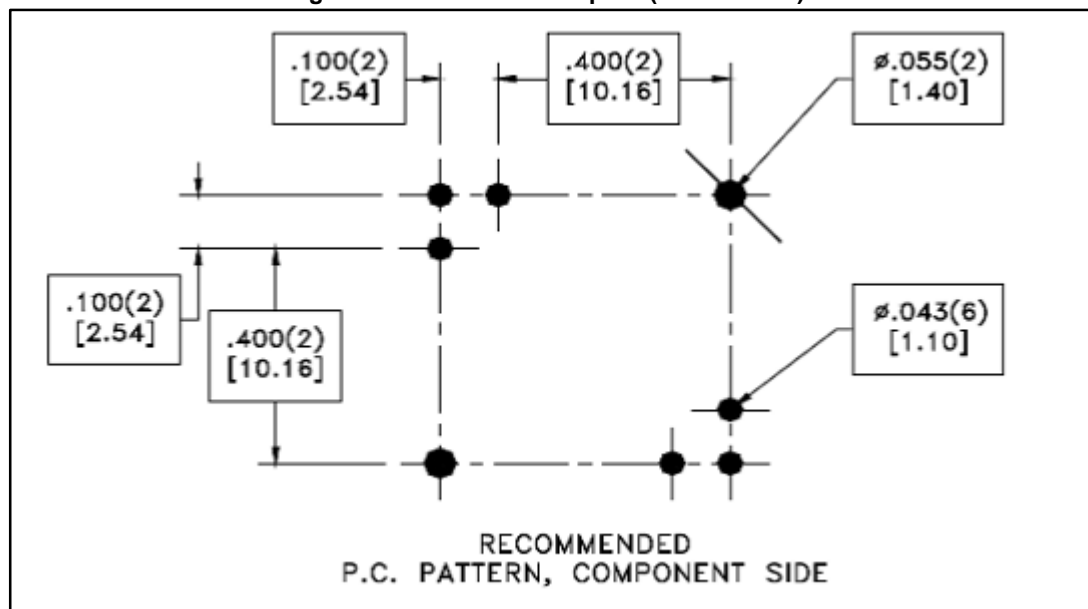 .100(2)
[2.54]
.400(2)
[10.16]
ø.055(2)
[1.40]
.100(2)
[2.54]
.400(2)
[10.16]
ø.043(6)
[1.10]
RECOMMENDED
P.C. PATTERN, COMPONENT SIDE